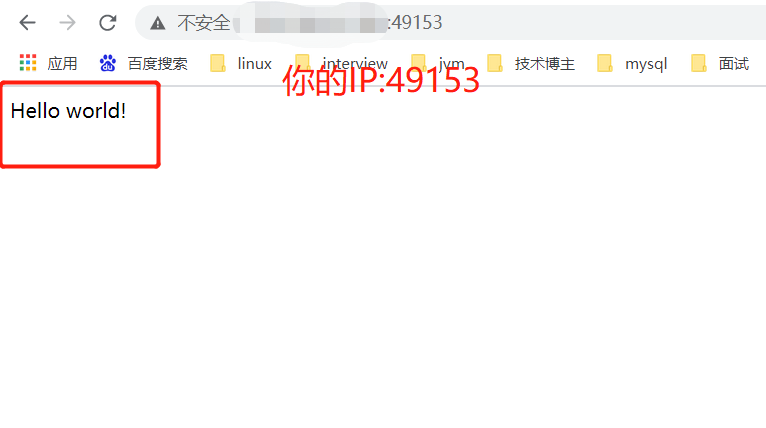 不安全 :49153
应用 百度搜索 linux interview jvm 技术博主 mysql 面试
你的IP:49153
Hello world!